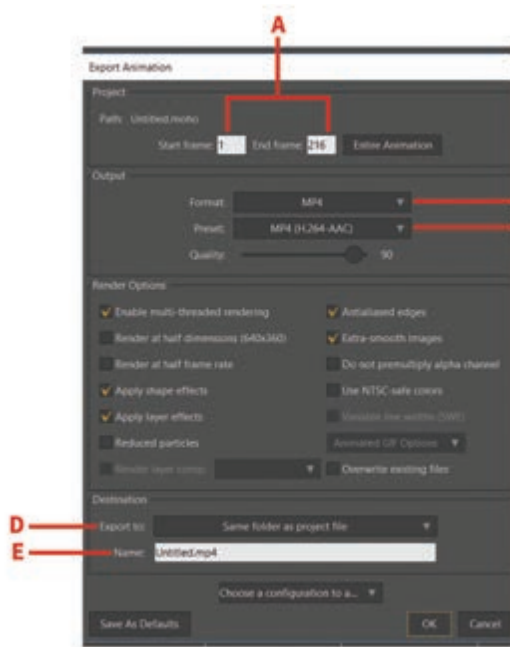 A
Export Animation
Project
Path: Untitled.moho
Start frame: 1 End frame: 216 Entire Animation
Output
Format: MP4
Preset: MP4 (H.264-AAC)
Quality: 90
Render Options
Enable multi-threaded rendering
Antialiased edges
Render at half dimensions (640x360)
Extra-smooth images
Render at half frame rate
Do not premultiply alpha channel
Apply shape effects
Use NTSC-safe colors
Apply layer effects
Variable line widths (SWF)
Reduced particles
Animated GIF Options
Render layer comp:
Overwrite existing files
Destination
D Export to: Same folder as project file
E Name: Untitled.mp4
Choose a configuration to a...
Save As Defaults OK Cancel